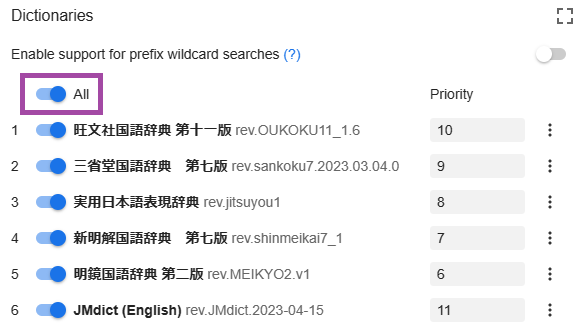 Dictionaries
Enable support for prefix wildcard searches (?)
All Priority
1 旺文社国語辞典 第十一版 rev.OUKOKU11_1.6 10
2 三省堂国語辞典　第七版 rev.sankoku7.2023.03.04.0 9
3 実用日本語表現辞典 rev.jitsuyou1 8
4 新明解国語辞典　第七版 rev.shinmeikai7_1 7
5 明鏡国語辞典 第二版 rev.MEIKYO2.v1 6
6 JMdict (English) rev.JMdict.2023-04-15 11